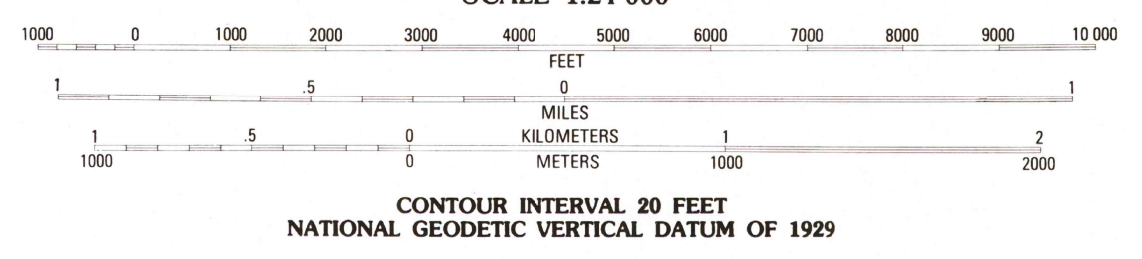 SCALE 1:24 000
1000 0 1000 2000 3000 4000 5000 6000 7000 8000 9000 10 000
FEET
1 .5 0 1
MILES
1 .5 0 KILOMETERS 1 2
1000 0 METERS 1000 2000
CONTOUR INTERVAL 20 FEET
NATIONAL GEODETIC VERTICAL DATUM OF 1929